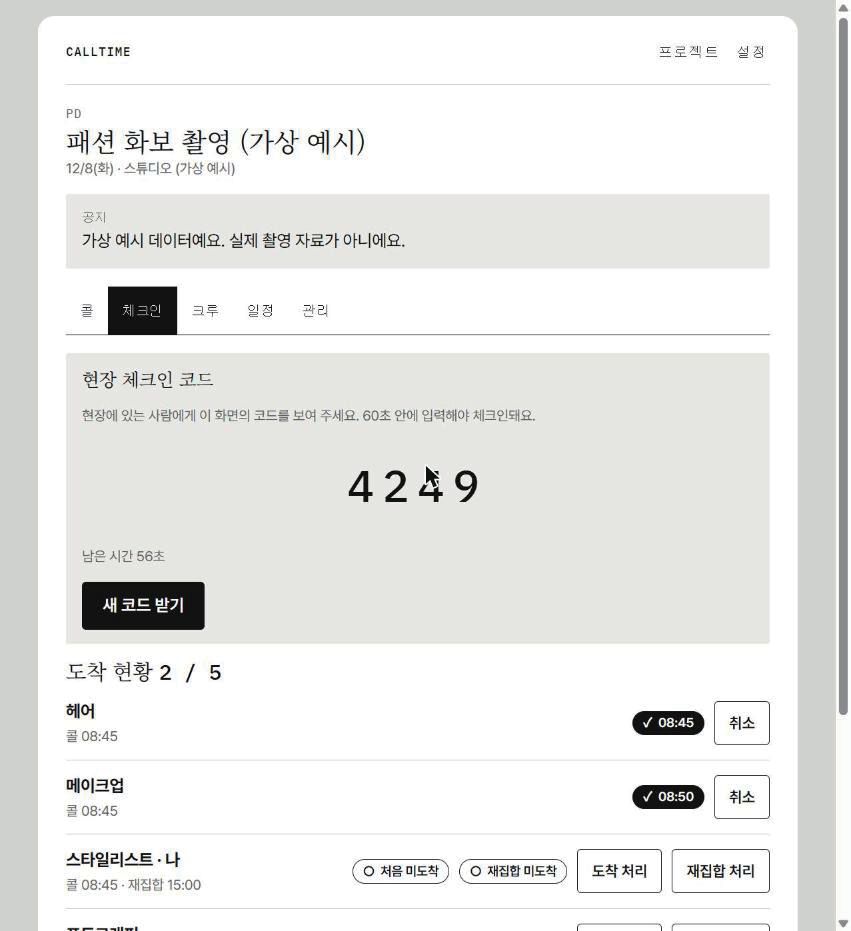 CALLTIME
프로젝트 설정
PD
패션 화보 촬영 (가상 예시)
12/8(화) · 스튜디오 (가상 예시)
공지
가상 예시 데이터예요. 실제 촬영 자료가 아니에요.
콜 체크인 크루 일정 관리
현장 체크인 코드
현장에 있는 사람에게 이 화면의 코드를 보여 주세요. 60초 안에 입력해야 체크인돼요.
4249
남은 시간 56초
새 코드 받기
도착 현황 2 / 5
헤어
콜 08:45
✓ 08:45 취소
메이크업
콜 08:45
✓ 08:50 취소
스타일리스트 · 나
콜 08:45 · 재집합 15:00
처음 미도착 재집합 미도착 도착 처리 재집합 처리